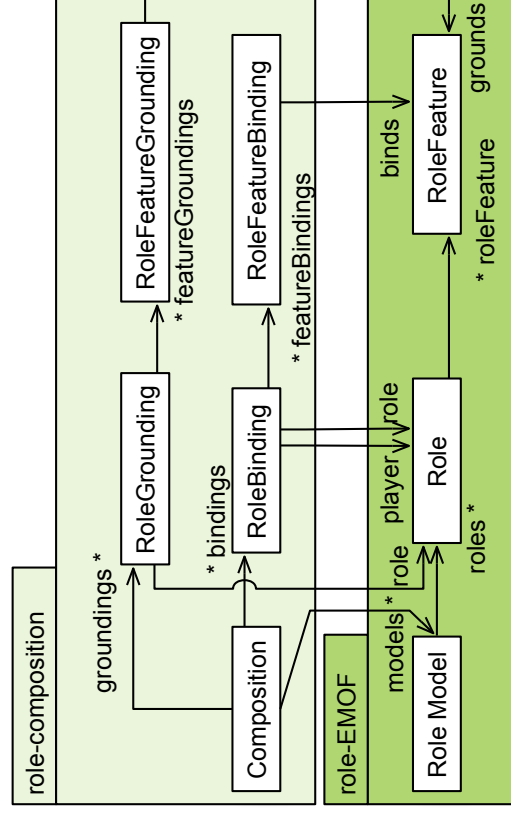 role-composition
groundings *
RoleGrounding
RoleFeatureGrounding
* featureGroundings
* bindings
Composition
RoleBinding
RoleFeatureBinding
* featureBindings
role-EMOF
models *
role
player
role
binds
Role Model
Role
RoleFeature
roles *
* roleFeature
grounds